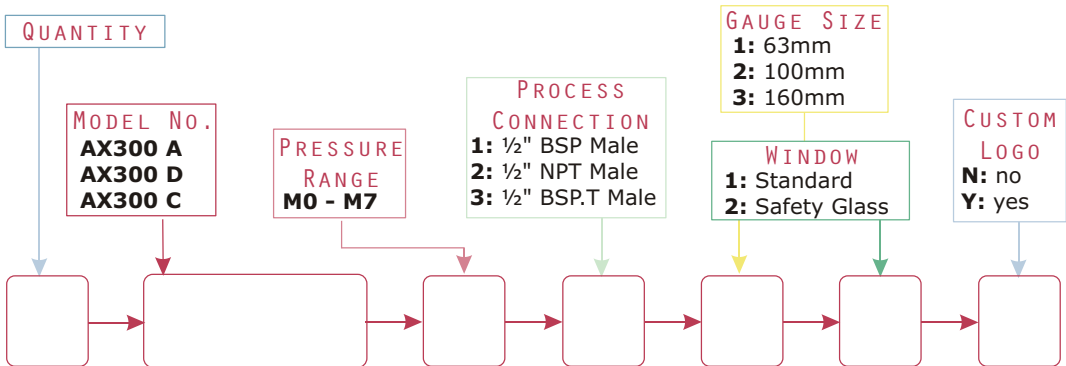 QUANTITY
MODEL NO.
AX300 A
AX300 D
AX300 C
PRESSURE
RANGE
M0 - M7
PROCESS
CONNECTION
1: ½" BSP Male
2: ½" NPT Male
3: ½" BSP.T Male
GAUGE SIZE
1: 63mm
2: 100mm
3: 160mm
WINDOW
1: Standard
2: Safety Glass
CUSTOM
LOGO
N: no
Y: yes